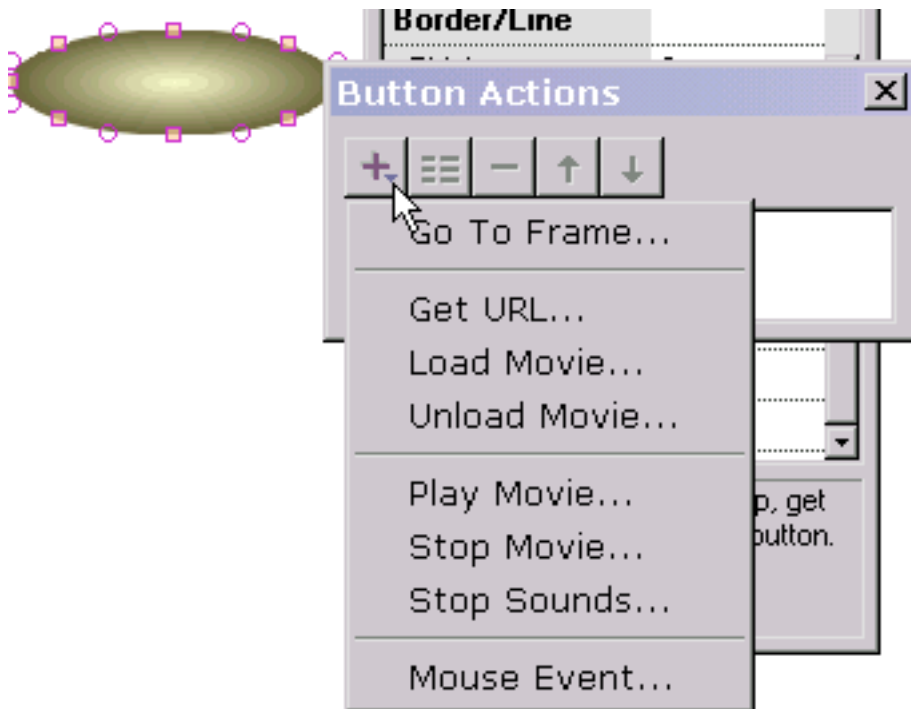 Border/Line
Button Actions
Go To Frame...
Get URL...
Load Movie...
Unload Movie...
Play Movie...
p, get
Stop Movie...
button.
Stop Sounds...
Mouse Event...